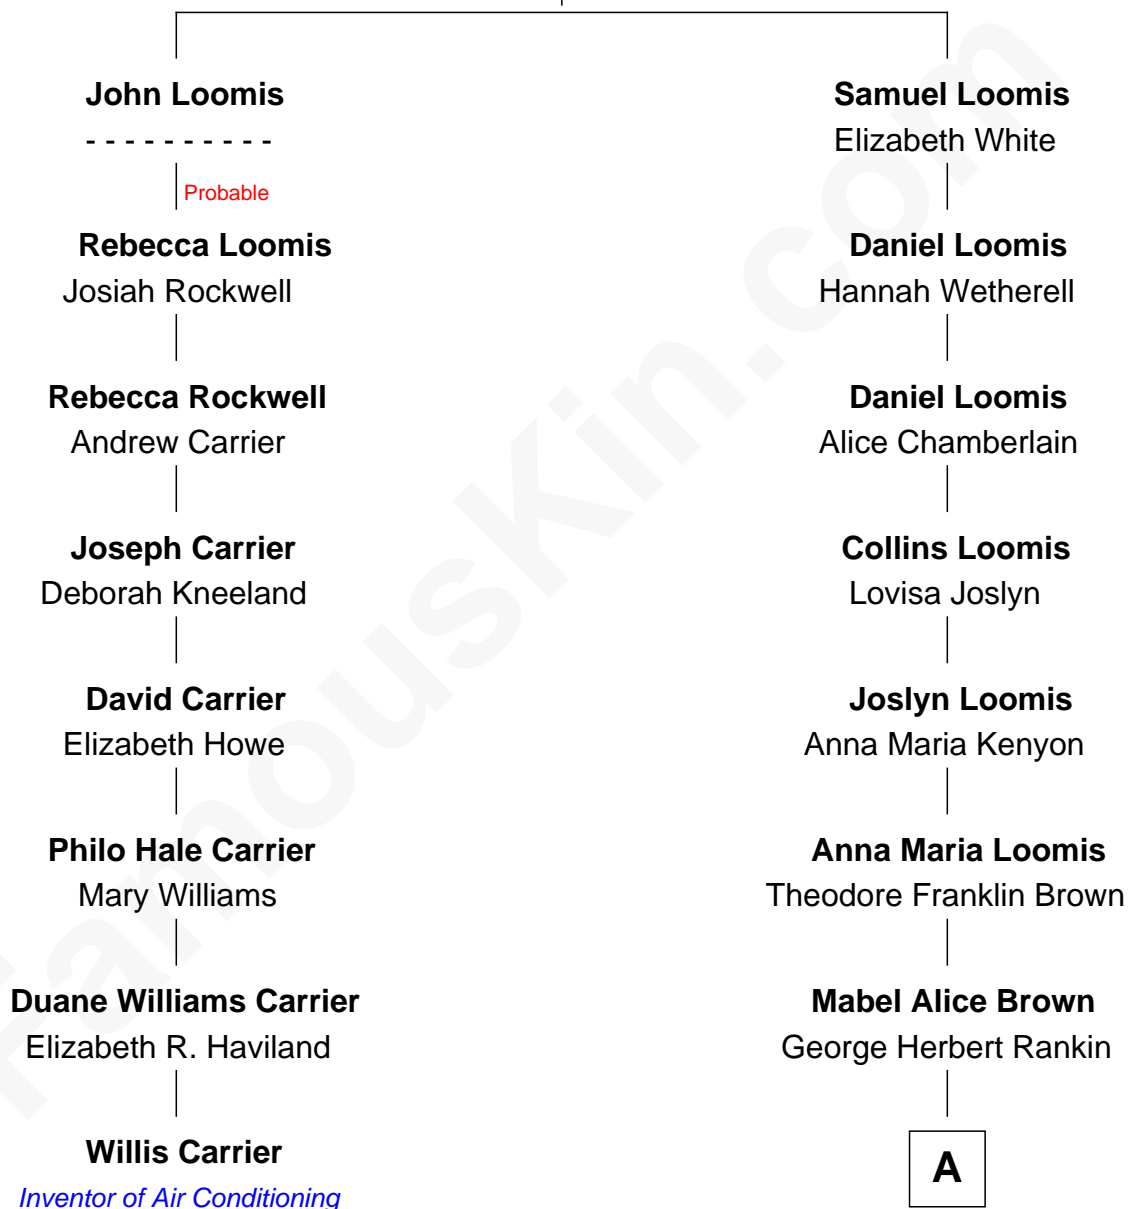 John Loomis
- - - - - - - - - -
Probable
Rebecca Loomis
Josiah Rockwell
Rebecca Rockwell
Andrew Carrier
Joseph Carrier
Deborah Kneeland
David Carrier
Elizabeth Howe
Philo Hale Carrier
Mary Williams
Duane Williams Carrier
Elizabeth R. Haviland
Willis Carrier
Inventor of Air Conditioning
Samuel Loomis
Elizabeth White
Daniel Loomis
Hannah Wetherell
Daniel Loomis
Alice Chamberlain
Collins Loomis
Lovisa Joslyn
Joslyn Loomis
Anna Maria Kenyon
Anna Maria Loomis
Theodore Franklin Brown
Mabel Alice Brown
George Herbert Rankin
A
FamousKin.com